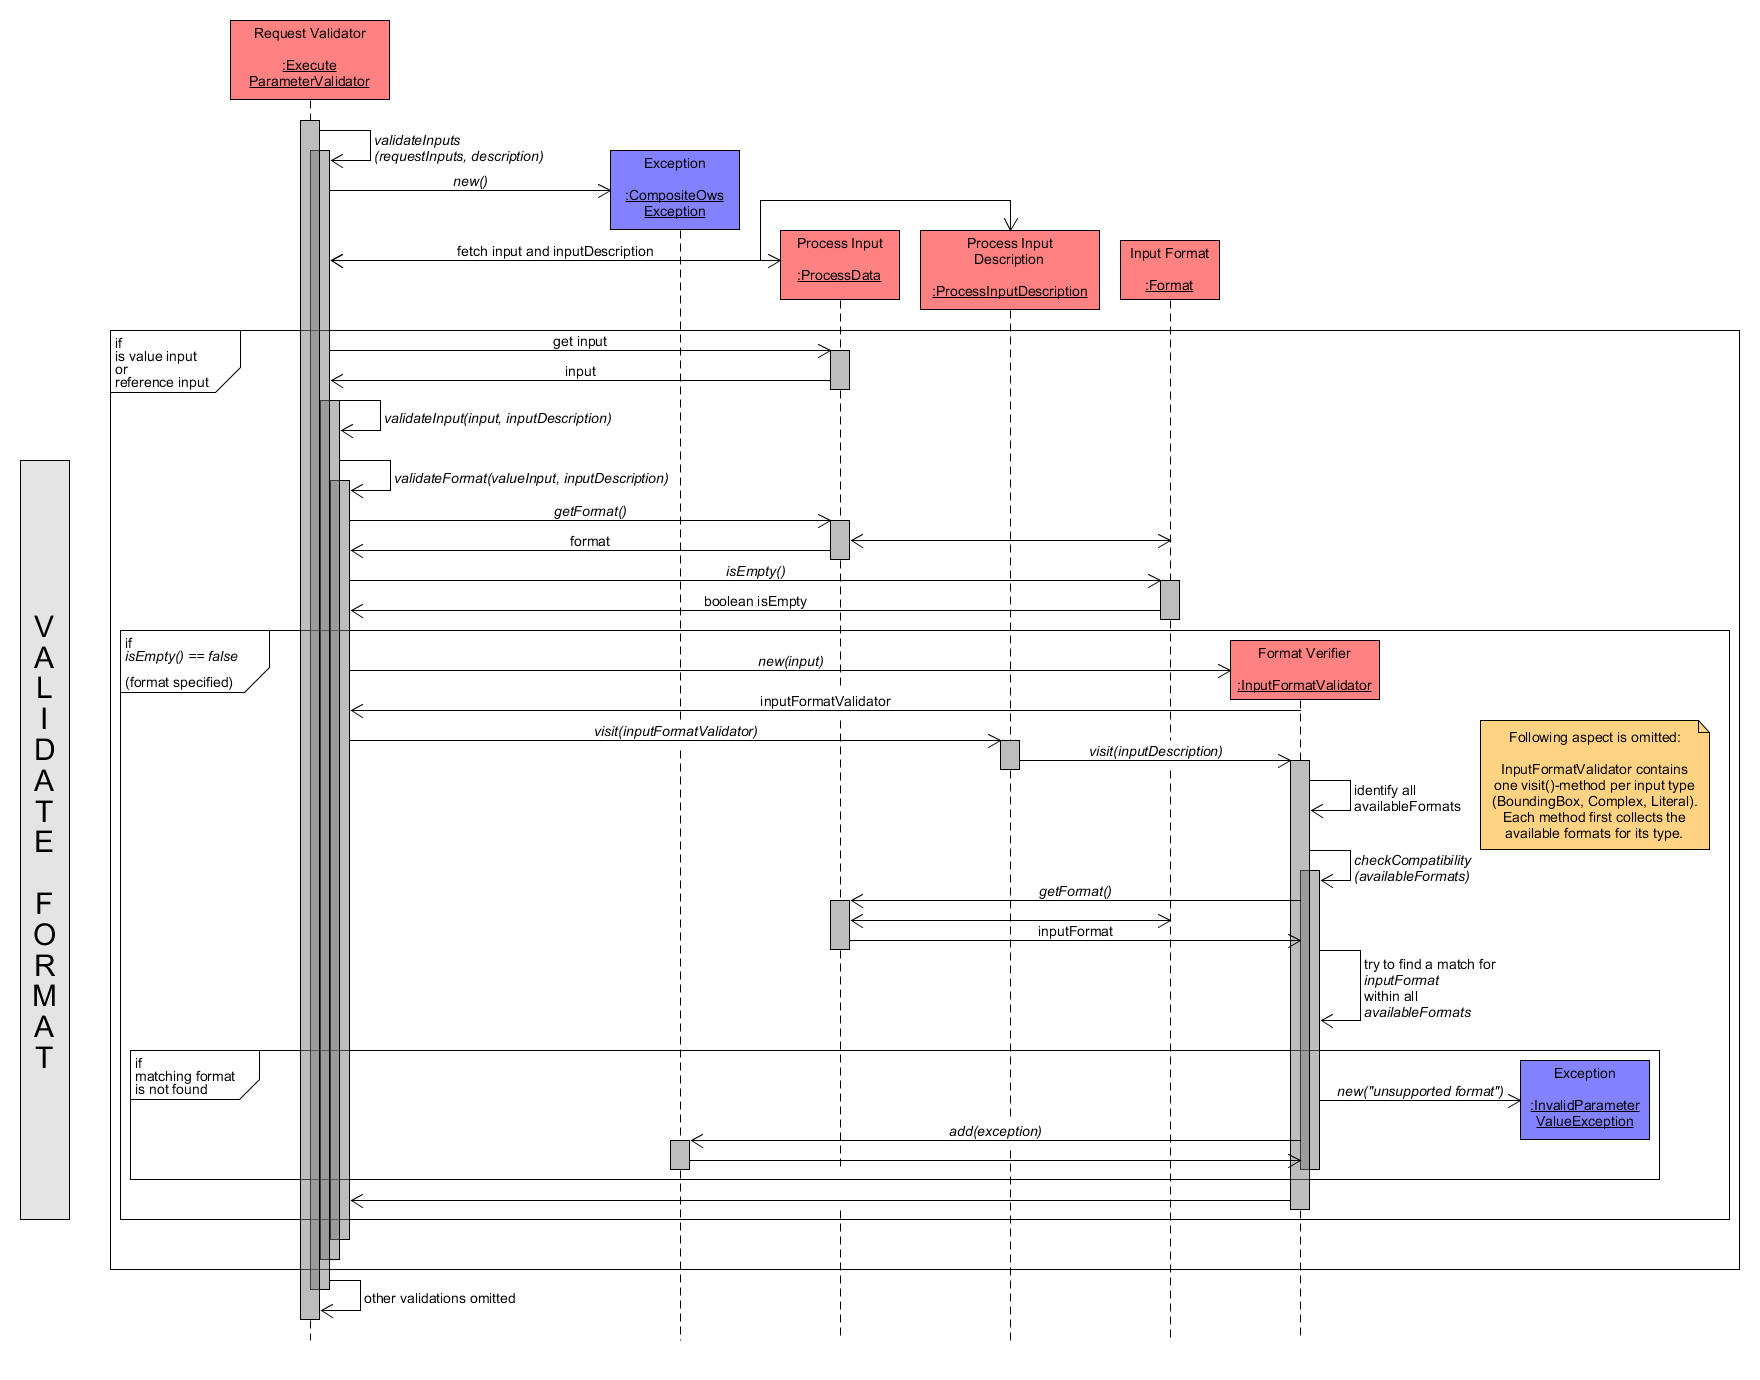 Request Validator
:Execute
ParameterValidator
validateInputs
(requestInputs, description)
new()
Exception
:CompositeOws
Exception
fetch input and inputDescription
Process Input
:ProcessData
Process Input
Description
:ProcessInputDescription
Input Format
:Format
if
is value input
or
reference input
get input
input
validateInput(input, inputDescription)
validateFormat(valueInput, inputDescription)
getFormat()
format
isEmpty()
boolean isEmpty
VALIDATE FORMAT
if
isEmpty() == false
(format specified)
new(input)
Format Verifier
:InputFormatValidator
inputFormatValidator
visit(inputFormatValidator)
visit(inputDescription)
Following aspect is omitted:
InputFormatValidator contains
one visit()-method per input type
(BoundingBox, Complex, Literal).
Each method first collects the
available formats for its type.
identify all
availableFormats
checkCompatibility
(availableFormats)
getFormat()
inputFormat
try to find a match for
inputFormat
within all
availableFormats
if
matching format
is not found
new("unsupported format")
Exception
:InvalidParameter
ValueException
add(exception)
other validations omitted